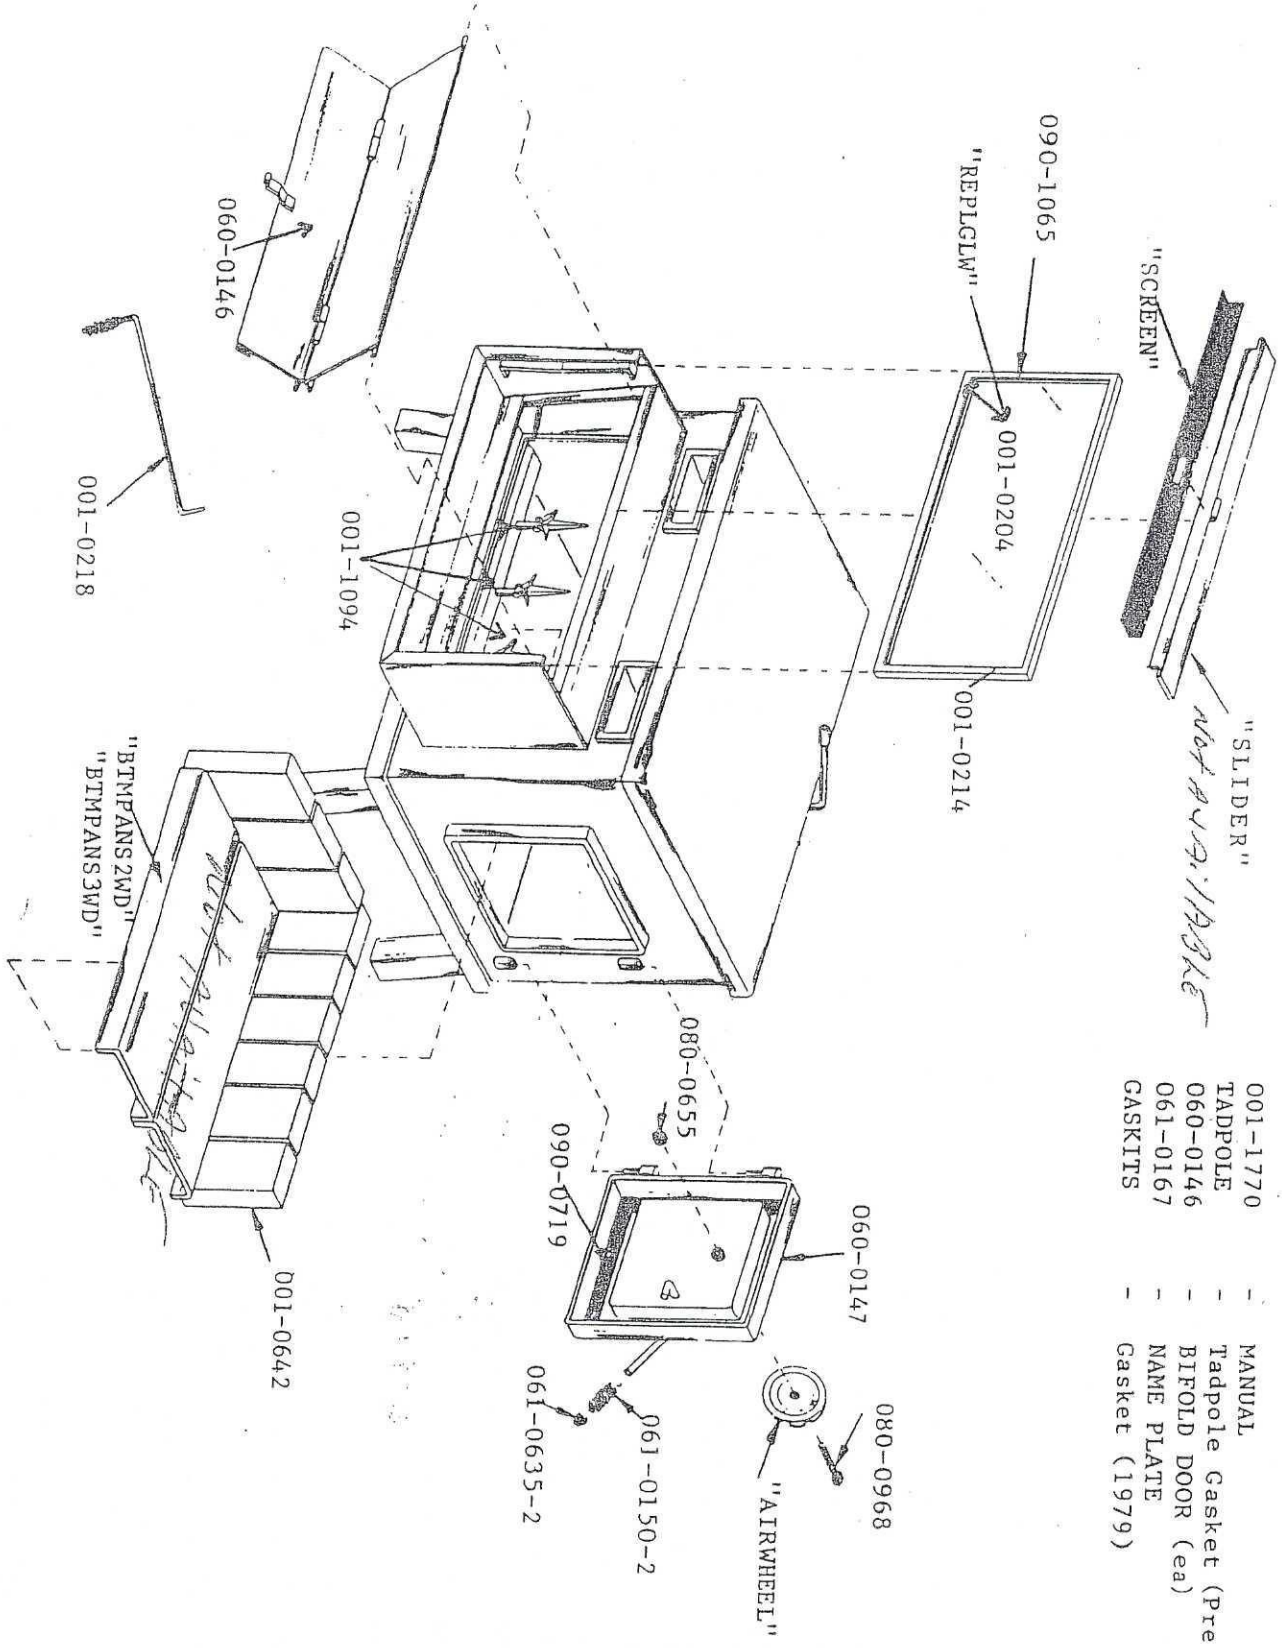 001-1770 - MANUAL
TADPOLE - Tadpole Gasket (Pre
060-0146 - BIFOLD DOOR (ea)
061-0167 - NAME PLATE
GASKITS - Gasket (1979)
"SLIDER"
NOT AVAilABLE
"SCREEN"
090-1065
"REPLGLW"
001-0204
001-0214
060-0146
001-0218
001-1094
"BTMPANS2WD"
"BTMPANS3WD"
Not Available
001-0642
080-0655
090-0719
060-0147
080-0968
"AIRWHEEL"
061-0150-2
061-0635-2